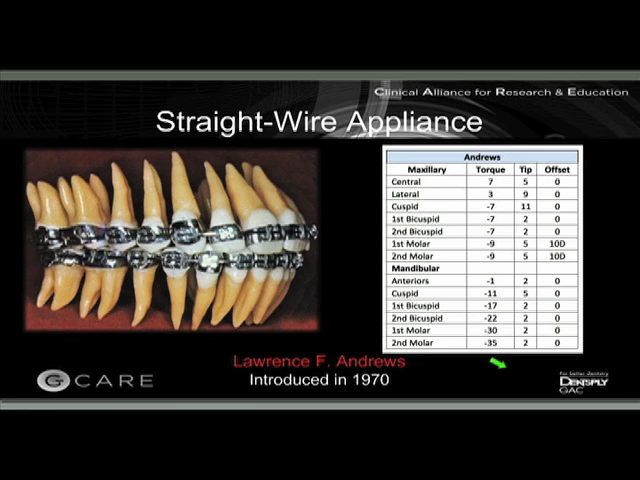 Clinical Alliance for Research & Education
Straight-Wire Appliance
Andrews
Maxillary Torque Tip Offset
Central 7 5 0
Lateral 3 9 0
Cuspid -7 11 0
1st Bicuspid -7 2 0
2nd Bicuspid -7 2 0
1st Molar -9 5 10D
2nd Molar -9 5 10D
Mandibular
Anteriors -1 2 0
Cuspid -11 5 0
1st Bicuspid -17 2 0
2nd Bicuspid -22 2 0
1st Molar -30 2 0
2nd Molar -35 2 0
Lawrence F. Andrews
Introduced in 1970
G CARE
For better dentistry
DENTSPLY
GAC